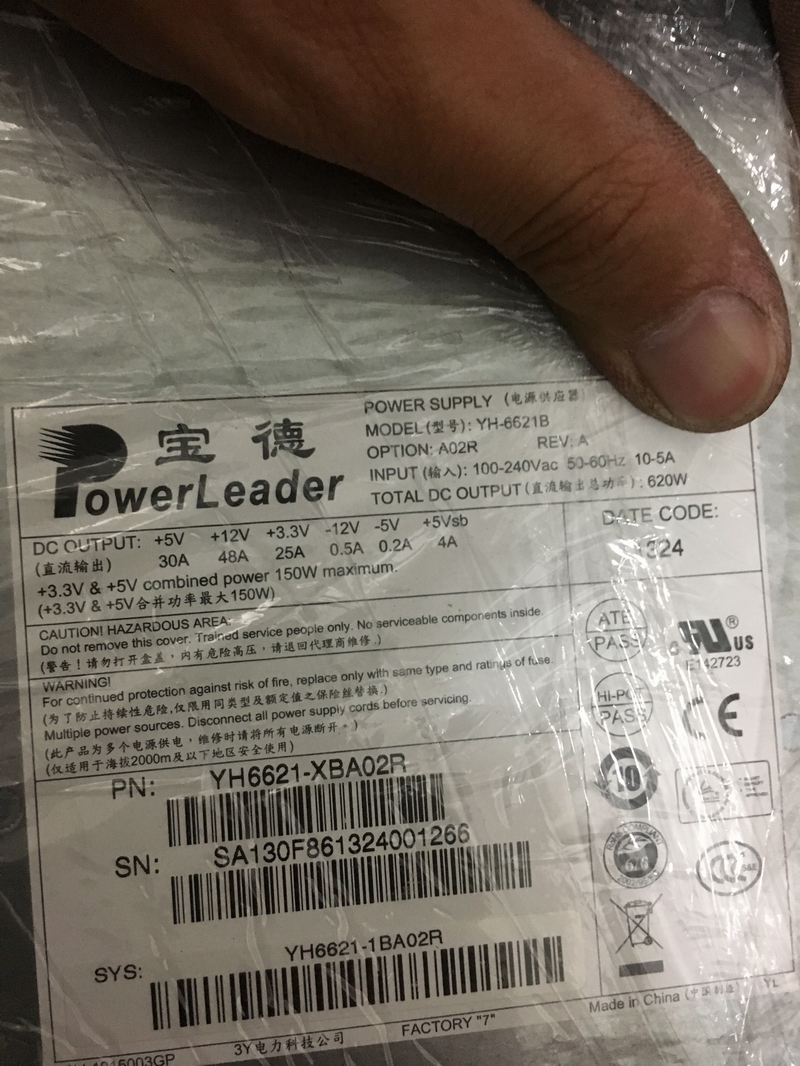 宝德
PowerLeader
POWER SUPPLY (电源供应器
MODEL(型号): YH-6621B
OPTION: A02R REV: A
INPUT (输入): 100-240Vac 50-60Hz 10-5A
TOTAL DC OUTPUT(直流输出总功率): 620W
DC OUTPUT: +5V +12V +3.3V -12V -5V +5Vsb
(直流输出) 30A 48A 25A 0.5A 0.2A 4A
+3.3V & +5V combined power 150W maximum.
(+3.3V & +5V合并功率最大150W)
DATE CODE:
1324
CAUTION! HAZARDOUS AREA:
Do not remove this cover. Trained service people only. No serviceable components inside.
(警告！请勿打开盒盖，内有危险高压，请退回代理商维修.)
WARNING!
For continued protection against risk of fire, replace only with same type and ratings of fuse.
(为了防止持续性危险,仅限用同类型及额定值之保险丝替换.)
Multiple power sources. Disconnect all power supply cords before servicing.
(此产品为多个电源供电，维修时请将所有电源断开。)
(仅适用于海拔2000m及以下地区安全使用)
ATE
PASS
c UL ® US
E142723
HI-POT
PASS
CE
10
CCC S&E
PN: YH6621-XBA02R
SN: SA130F861324001266
SYS: YH6621-1BA02R
Made in China (中国制造) YL
3Y电力科技公司 FACTORY "7"
015003GP